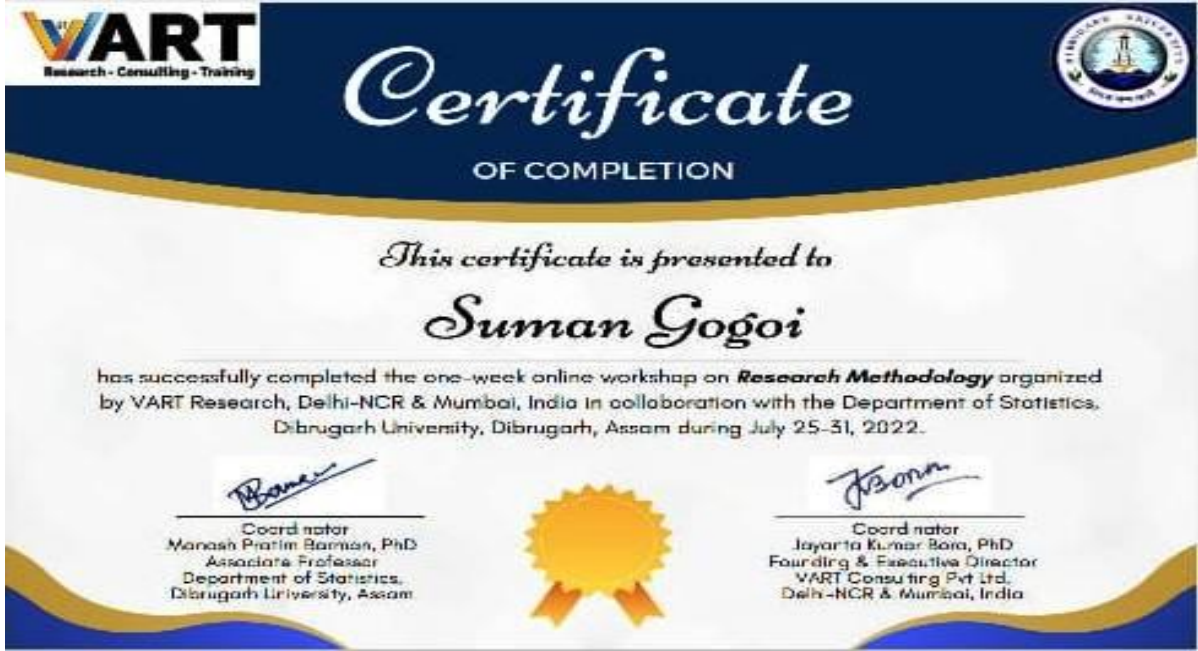 VART
Research - Consulting - Training
DIBRUGARH UNIVERSITY
Certificate
OF COMPLETION
This certificate is presented to
Suman Gogoi
has successfully completed the one-week online workshop on Research Methodology organized
by VART Research, Delhi-NCR & Mumbai, India in collaboration with the Department of Statistics,
Dibrugarh University, Dibrugarh, Assam during July 25-31, 2022.
Coordinator
Manash Pratim Barman, PhD
Associate Professor
Department of Statistics,
Dibrugarh University, Assam
Coordinator
Jayanta Kumar Bora, PhD
Founding & Executive Director
VART Consulting Pvt Ltd,
Delhi-NCR & Mumbai, India